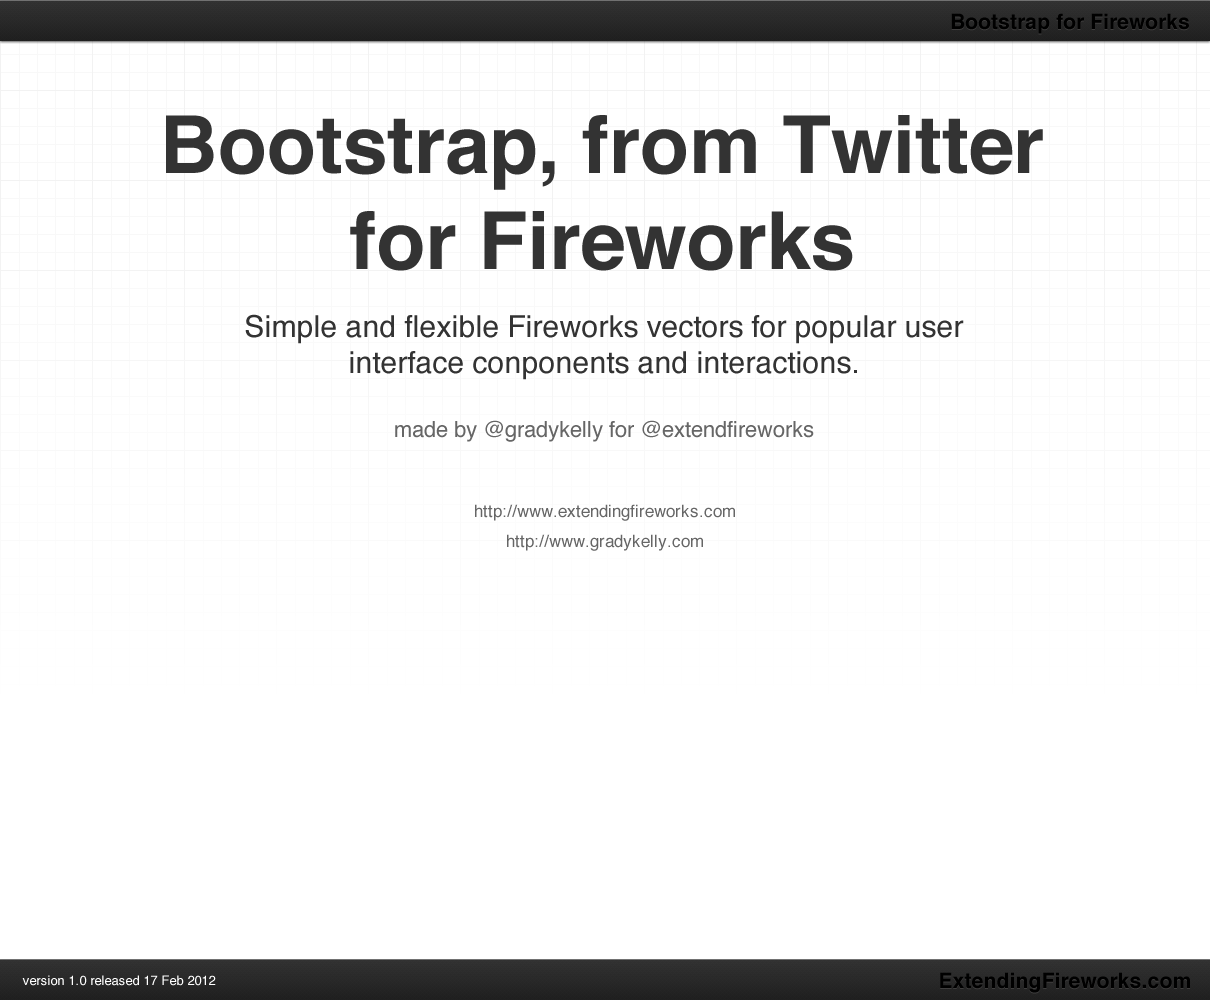 Bootstrap for Fireworks
Bootstrap, from Twitter
for Fireworks
Simple and flexible Fireworks vectors for popular user
interface conponents and interactions.
made by @gradykelly for @extendfireworks
http://www.extendingfireworks.com
http://www.gradykelly.com
version 1.0 released 17 Feb 2012
ExtendingFireworks.com